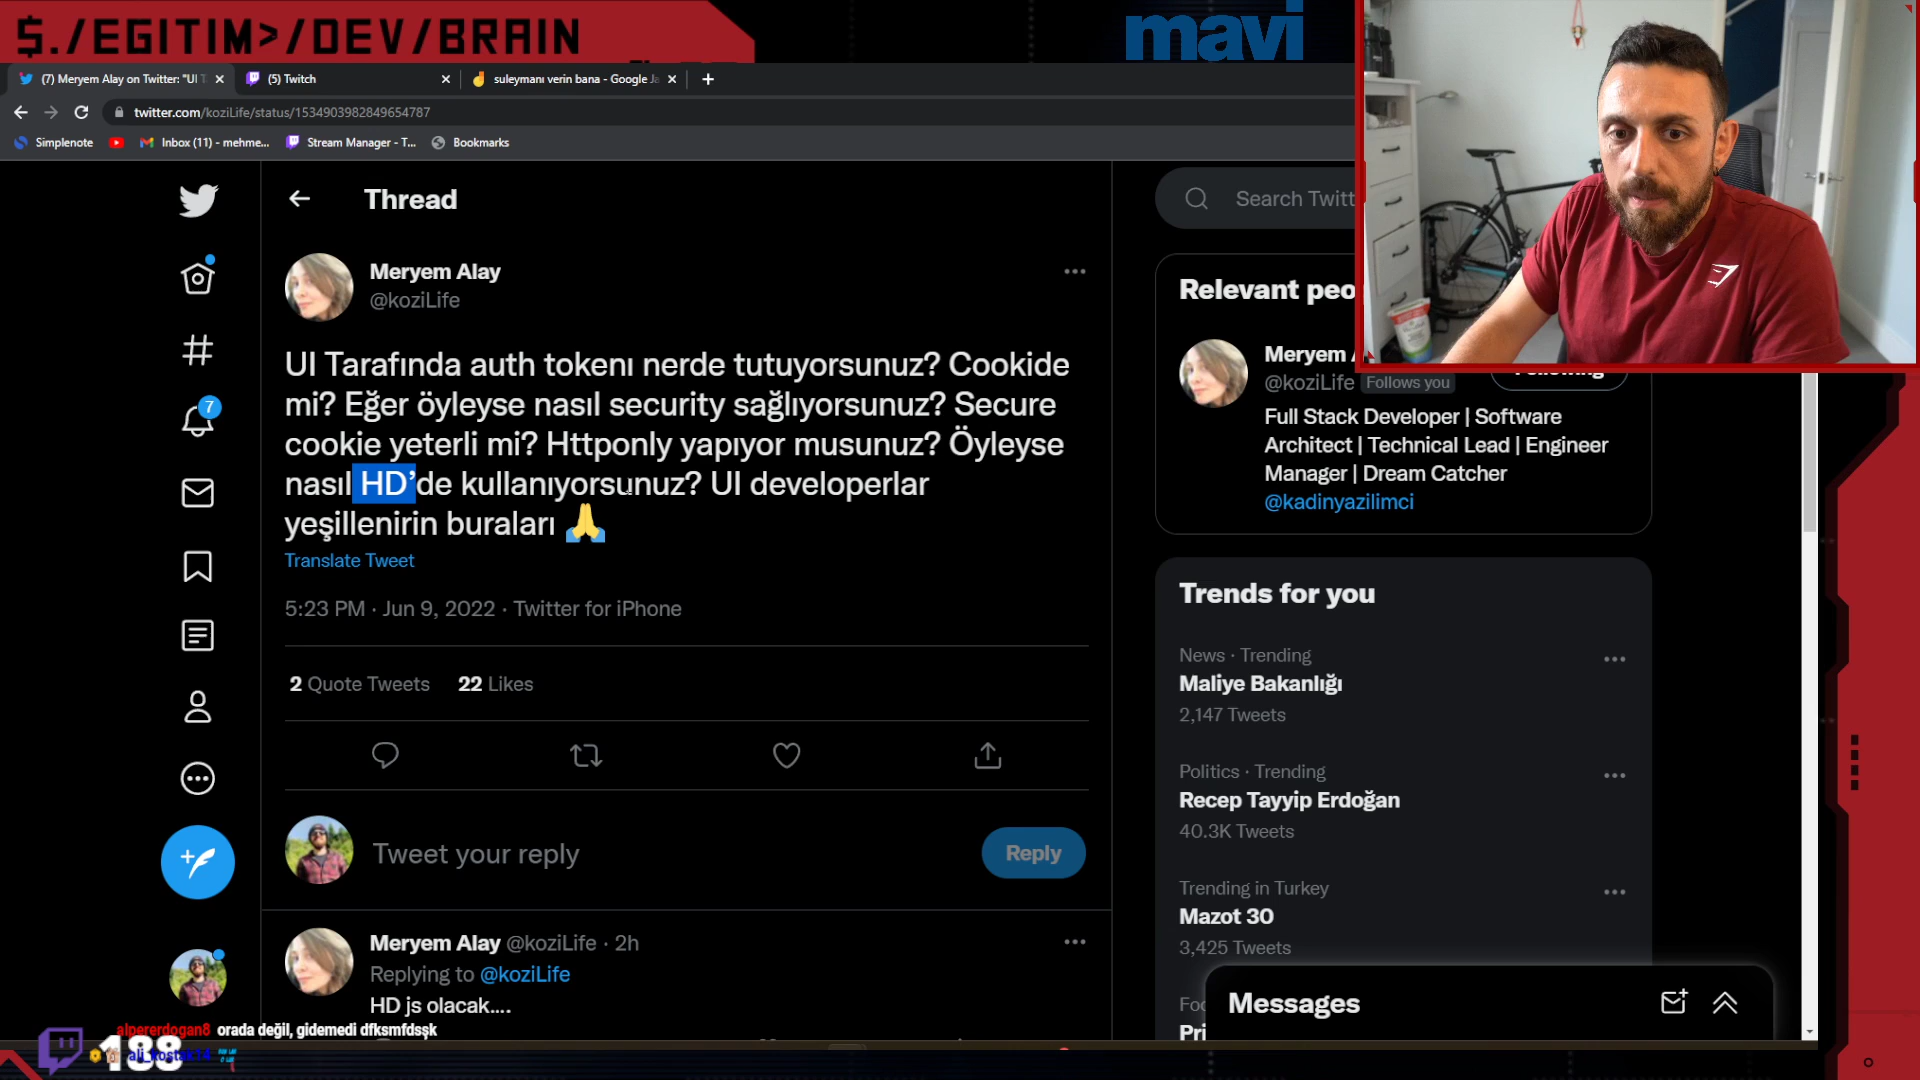 $./EGITIM>/DEV/BRAIN
mavi
(7) Meryem Alay on Twitter: "UI T
(5) Twitch
suleymanı verin bana - Google Ja
twitter.com/koziLife/status/1534903982849654787
Simplenote
Inbox (11) - mehme...
Stream Manager - T...
Bookmarks
Thread
Search Twitt
Meryem Alay
@koziLife
UI Tarafında auth tokenı nerde tutuyorsunuz? Cookide
mi? Eğer öyleyse nasıl security sağlıyorsunuz? Secure
cookie yeterli mi? Httponly yapıyor musunuz? Öyleyse
nasıl HD’de kullanıyorsunuz? UI developerlar
yeşillenirin buraları 🙏
Translate Tweet
5:23 PM · Jun 9, 2022 · Twitter for iPhone
2 Quote Tweets 22 Likes
7
Tweet your reply
Reply
Meryem Alay @koziLife · 2h
Replying to @koziLife
HD js olacak....
Relevant peo
Meryem A
@koziLife Follows you
Following
Full Stack Developer | Software
Architect | Technical Lead | Engineer
Manager | Dream Catcher
@kadinyazilimci
Trends for you
News · Trending
Maliye Bakanlığı
2,147 Tweets
Politics · Trending
Recep Tayyip Erdoğan
40.3K Tweets
Trending in Turkey
Mazot 30
3,425 Tweets
Foo
Pri
Messages
alpererdogan8 orada değil, gidemedi dfksmfdsşk
188